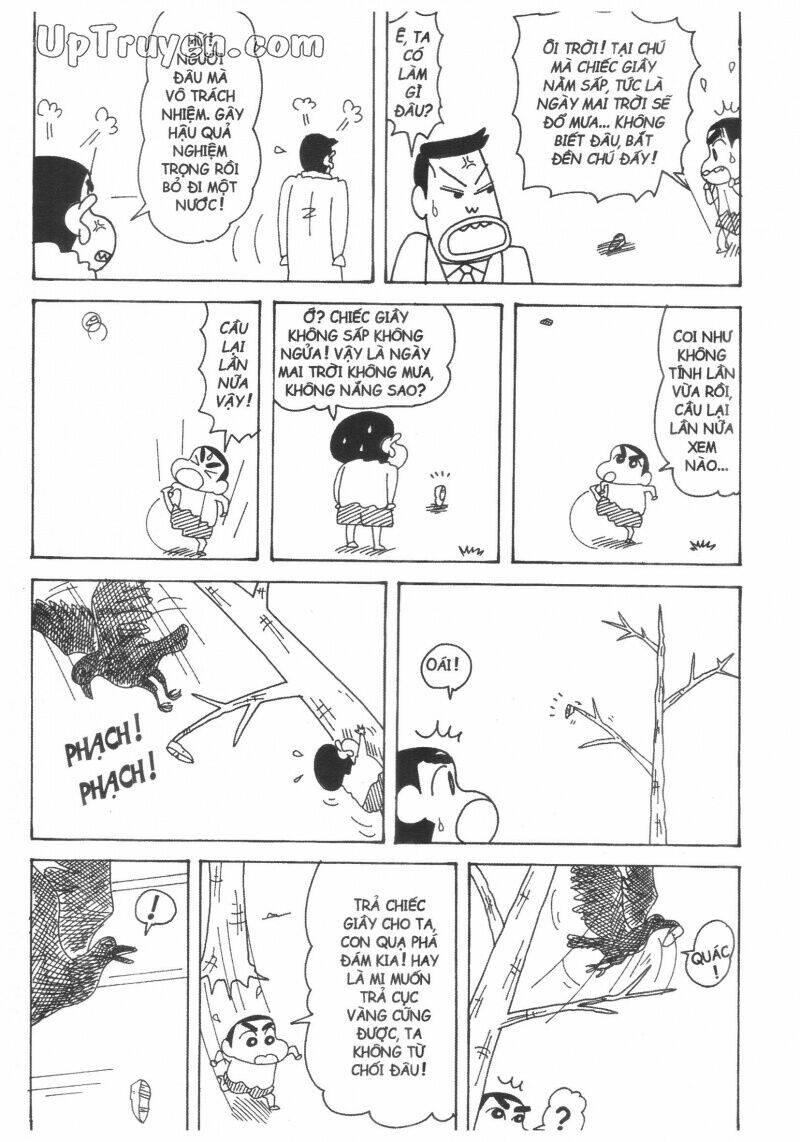 UpTruyen.com
ÔI TRỜI! TẠI CHÚ
MÀ CHIẾC GIẦY
NẰM SẤP, TỨC LÀ
NGÀY MAI TRỜI SẼ
ĐỔ MƯA... KHÔNG
BIẾT ĐÂU, BẮT
ĐỀN CHÚ ĐẤY!
Ê, TA
CÓ
LÀM
GÌ
ĐÂU?
NGƯỜI
ĐÂU MÀ
VÔ TRÁCH
NHIỆM. GÂY
HẬU QUẢ
NGHIÊM
TRỌNG RỒI
BỎ ĐI MỘT
NƯỚC!
COI NHƯ
KHÔNG
TÍNH LẦN
VỪA RỒI,
CẦU LẠI
LẦN NỮA
XEM
NÀO...
Ơ? CHIẾC GIẦY
KHÔNG SẤP KHÔNG
NGỬA! VẬY LÀ NGÀY
MAI TRỜI KHÔNG MƯA,
KHÔNG NẮNG SAO?
CẦU
LẠI
LẦN
NỮA
VẬY!
OÁI!
PHẠCH!
PHẠCH!
QUÁC
!
?
TRẢ CHIẾC
GIẦY CHO TA,
CON QUẠ PHÁ
ĐÁM KIA! HAY
LÀ MI MUỐN
TRẢ CỤC
VÀNG CŨNG
ĐƯỢC, TA
KHÔNG TỪ
CHỐI ĐÂU!
!